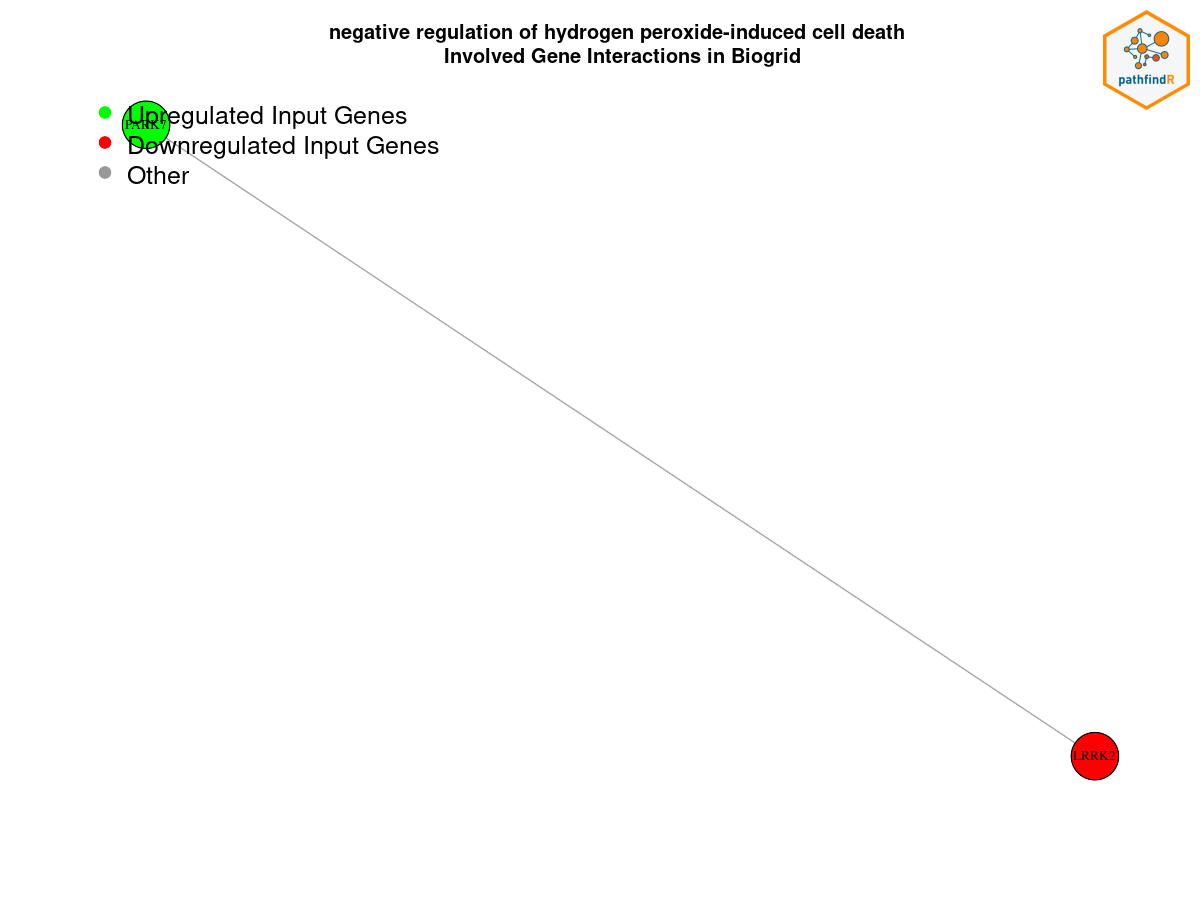 negative regulation of hydrogen peroxide-induced cell death
Involved Gene Interactions in Biogrid
pathfindR
Upregulated Input Genes
PARK7
Downregulated Input Genes
Other
LRRK2